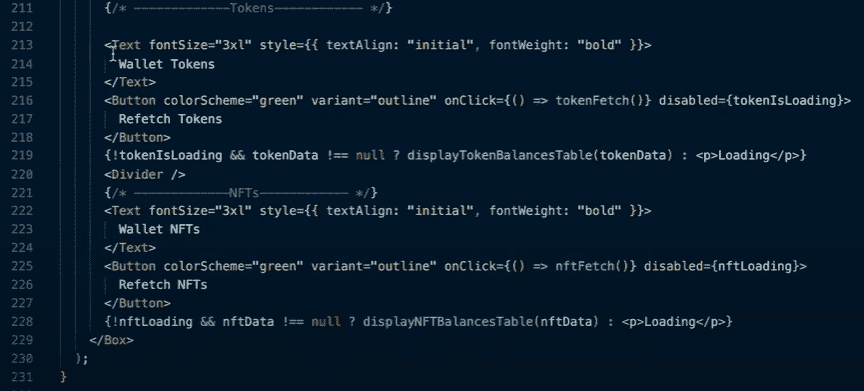 211 {/* —————————————Tokens———————————— */}
212
213 <Text fontSize="3xl" style={{ textAlign: "initial", fontWeight: "bold" }}>
214 Wallet Tokens
215 </Text>
216 <Button colorScheme="green" variant="outline" onClick={() => tokenFetch()} disabled={tokenIsLoading}>
217 Refetch Tokens
218 </Button>
219 {!tokenIsLoading && tokenData !== null ? displayTokenBalancesTable(tokenData) : <p>Loading</p>}
220 <Divider />
221 {/* —————————————NFTs———————————— */}
222 <Text fontSize="3xl" style={{ textAlign: "initial", fontWeight: "bold" }}>
223 Wallet NFTs
224 </Text>
225 <Button colorScheme="green" variant="outline" onClick={() => nftFetch()} disabled={nftLoading}>
226 Refetch NFTs
227 </Button>
228 {!nftLoading && nftData !== null ? displayNFTBalancesTable(nftData) : <p>Loading</p>}
229 </Box>
230 );
231 }